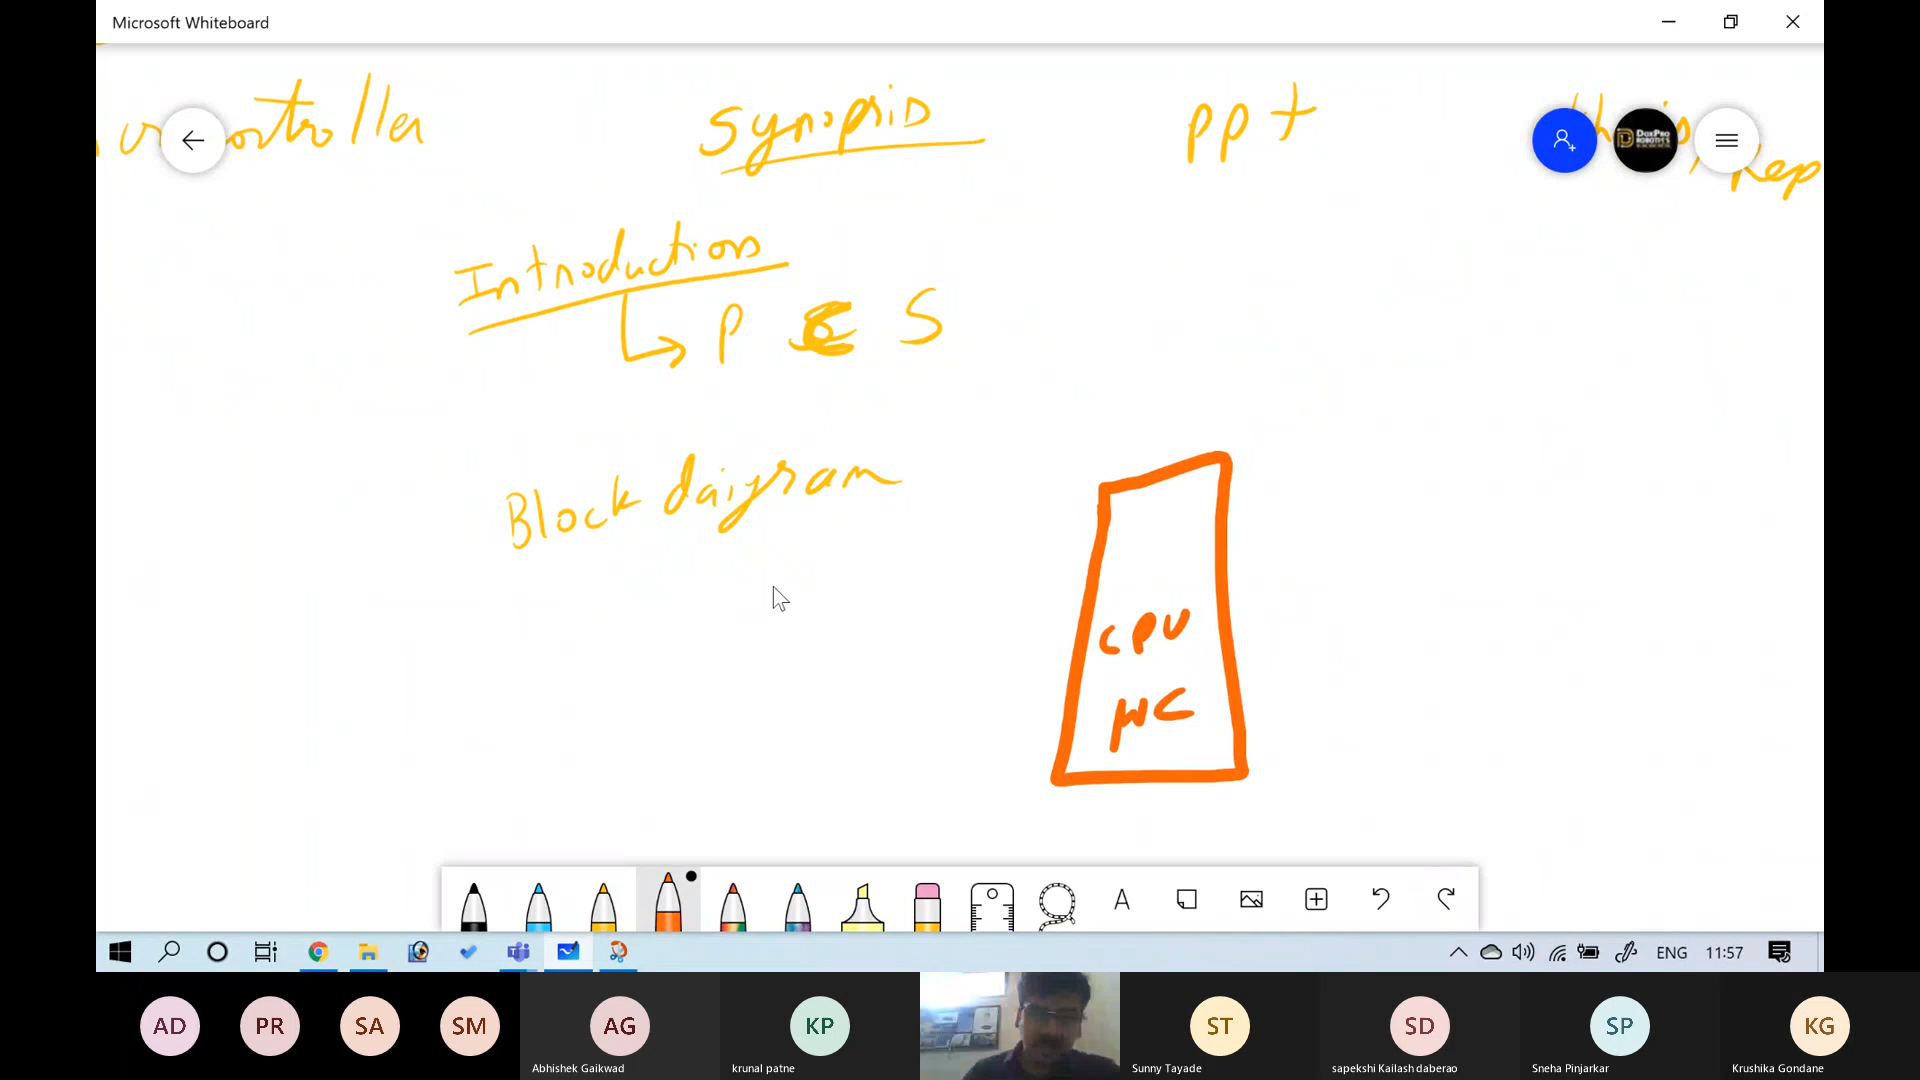 Microsoft Whiteboard
ontroller Synopsis ppt
DOXPRO
Rep
Introduction
P S
Block daigram
CPU
μC
A
ENG 11:57
AD PR SA SM AG KP ST SD SP KG
Abhishek Gaikwad krunal patne Sunny Tayade sapekshi Kailash daberao Sneha Pinjarkar Krushika Gondane